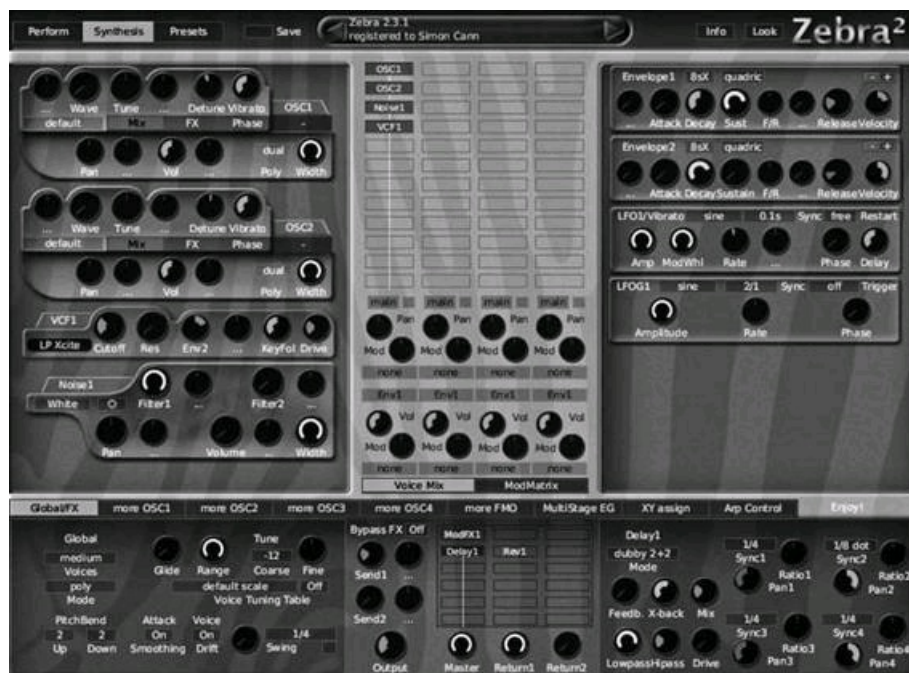 Perform Synthesis Presets Save
Zebra 2.3.1
registered to Simon Cann
Info Look Zebra²
... Wave Tune ... Detune Vibrato OSC1
default Mix FX Phase -
dual
Pan ... Vol ... Poly Width
... Wave Tune ... Detune Vibrato OSC2
default Mix FX Phase -
dual
Pan ... Vol ... Poly Width
VCF1
LP Xcite Cutoff Res Env2 ... KeyFol Drive
Noise1
White Filter1 ... Filter2 ...
Pan ... Volume ... Width
OSC1
OSC2
Noise1
VCF1
main main main main
Pan Pan Pan Pan
Mod Mod Mod Mod
none none none none
Env1 Env1 Env1 Env1
Vol Vol Vol Vol
Mod Mod Mod Mod
none none none none
Voice Mix ModMatrix
Envelope1 8sX quadric - +
... Attack Decay Sust F/R ... Release Velocity
Envelope2 8sX quadric - +
... Attack Decay Sustain F/R ... Release Velocity
LFO1/Vibrato sine 0.1s Sync free Restart
Amp ModWhl Rate ... Phase Delay
LFOG1 sine 2/1 Sync off Trigger
Amplitude Rate Phase
Global/FX more OSC1 more OSC2 more OSC3 more OSC4 more FMO MultiStage EG XY assign Arp Control Enjoy!
Global
medium
Voices
poly
Mode
Tune
-12
Glide Range Coarse Fine
default scale Off
Voice Tuning Table
PitchBend Attack Voice
2 2 On On 1/4
Up Down Smoothing Drift Swing
Bypass FX Off
Send1 ...
Send2 ...
Output
ModFX1
Delay1 Rev1
Master Return1 Return2
Delay1
dubby 2+2
Mode
Feedb. X-back Mix
Lowpass Hipass Drive
1/4
Sync1
Ratio1
Pan1
1/8 dot
Sync2
Ratio2
Pan2
1/4
Sync3
Ratio3
Pan3
1/4
Sync4
Ratio4
Pan4